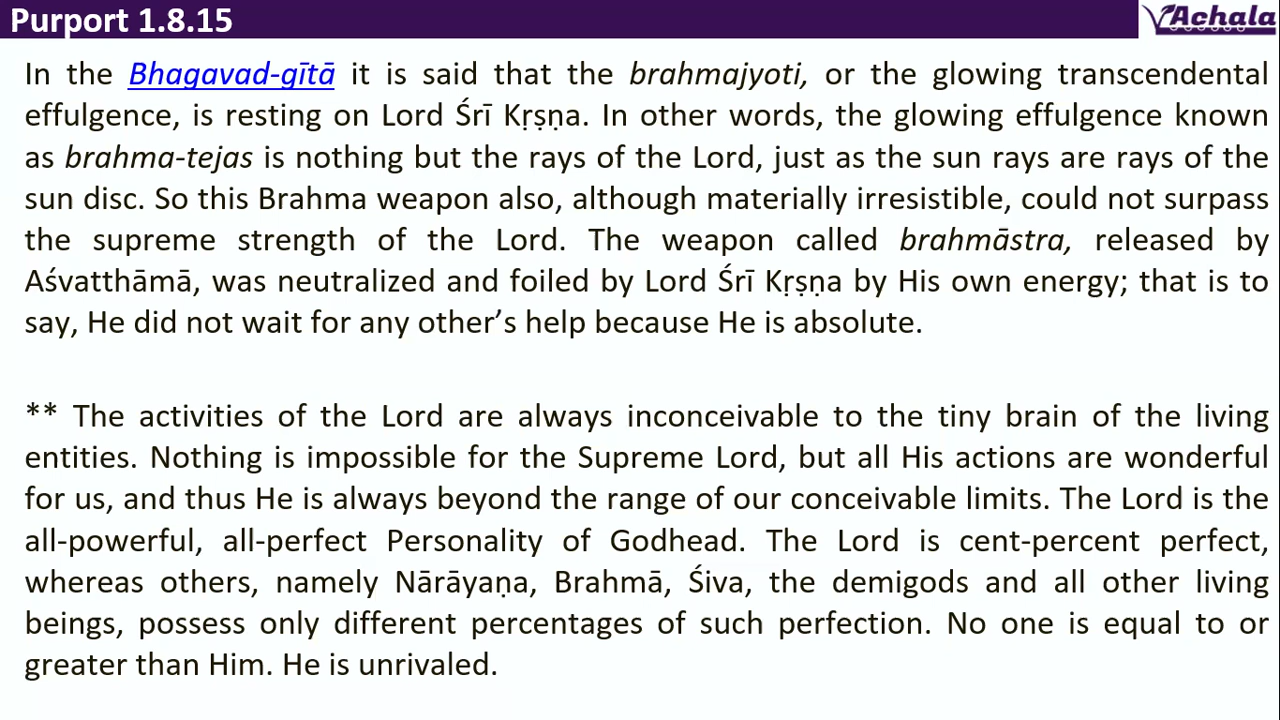 Purport 1.8.15
Achala
In the Bhagavad-gītā it is said that the brahmajyoti, or the glowing transcendental
effulgence, is resting on Lord Śrī Kṛṣṇa. In other words, the glowing effulgence known
as brahma-tejas is nothing but the rays of the Lord, just as the sun rays are rays of the
sun disc. So this Brahma weapon also, although materially irresistible, could not surpass
the supreme strength of the Lord. The weapon called brahmāstra, released by
Aśvatthāmā, was neutralized and foiled by Lord Śrī Kṛṣṇa by His own energy; that is to
say, He did not wait for any other’s help because He is absolute.
** The activities of the Lord are always inconceivable to the tiny brain of the living
entities. Nothing is impossible for the Supreme Lord, but all His actions are wonderful
for us, and thus He is always beyond the range of our conceivable limits. The Lord is the
all-powerful, all-perfect Personality of Godhead. The Lord is cent-percent perfect,
whereas others, namely Nārāyaṇa, Brahmā, Śiva, the demigods and all other living
beings, possess only different percentages of such perfection. No one is equal to or
greater than Him. He is unrivaled.